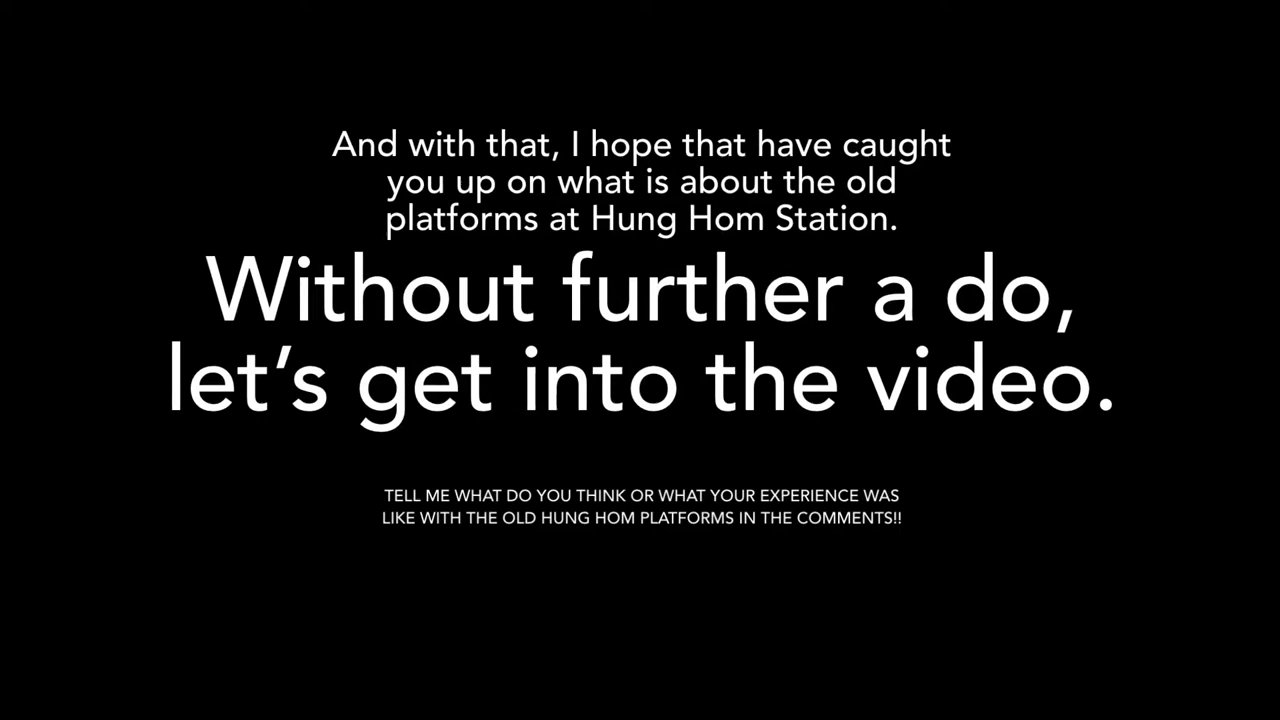 And with that, I hope that have caught
you up on what is about the old
platforms at Hung Hom Station.
Without further a do,
let’s get into the video.
TELL ME WHAT DO YOU THINK OR WHAT YOUR EXPERIENCE WAS
LIKE WITH THE OLD HUNG HOM PLATFORMS IN THE COMMENTS!!